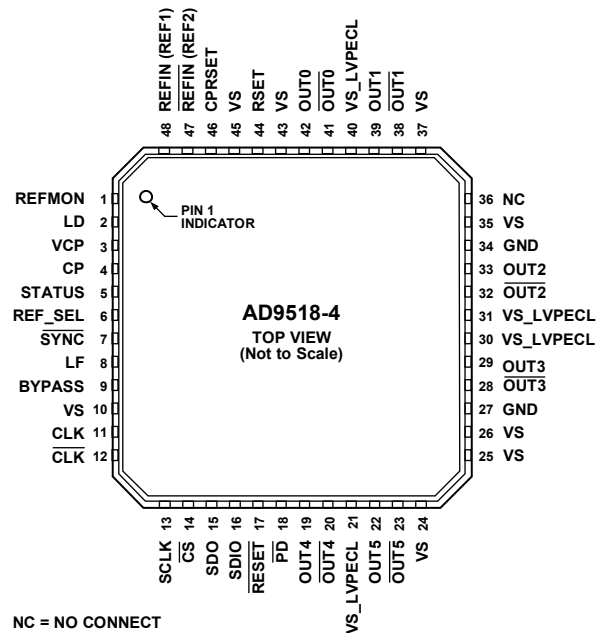 48 REFIN (REF1)
47 REFIN (REF2)
46 CPRSET
45 VS
44 RSET
43 VS
42 OUT0
41 OUT0
40 VS_LVPECL
39 OUT1
38 OUT1
37 VS
REFMON 1
LD 2
VCP 3
CP 4
STATUS 5
REF_SEL 6
SYNC 7
LF 8
BYPASS 9
VS 10
CLK 11
CLK 12
PIN 1
INDICATOR
AD9518-4
TOP VIEW
(Not to Scale)
36 NC
35 VS
34 GND
33 OUT2
32 OUT2
31 VS_LVPECL
30 VS_LVPECL
29 OUT3
28 OUT3
27 GND
26 VS
25 VS
SCLK 13
CS 14
SDO 15
SDIO 16
RESET 17
PD 18
OUT4 19
OUT4 20
VS_LVPECL 21
OUT5 22
OUT5 23
VS 24
NC = NO CONNECT